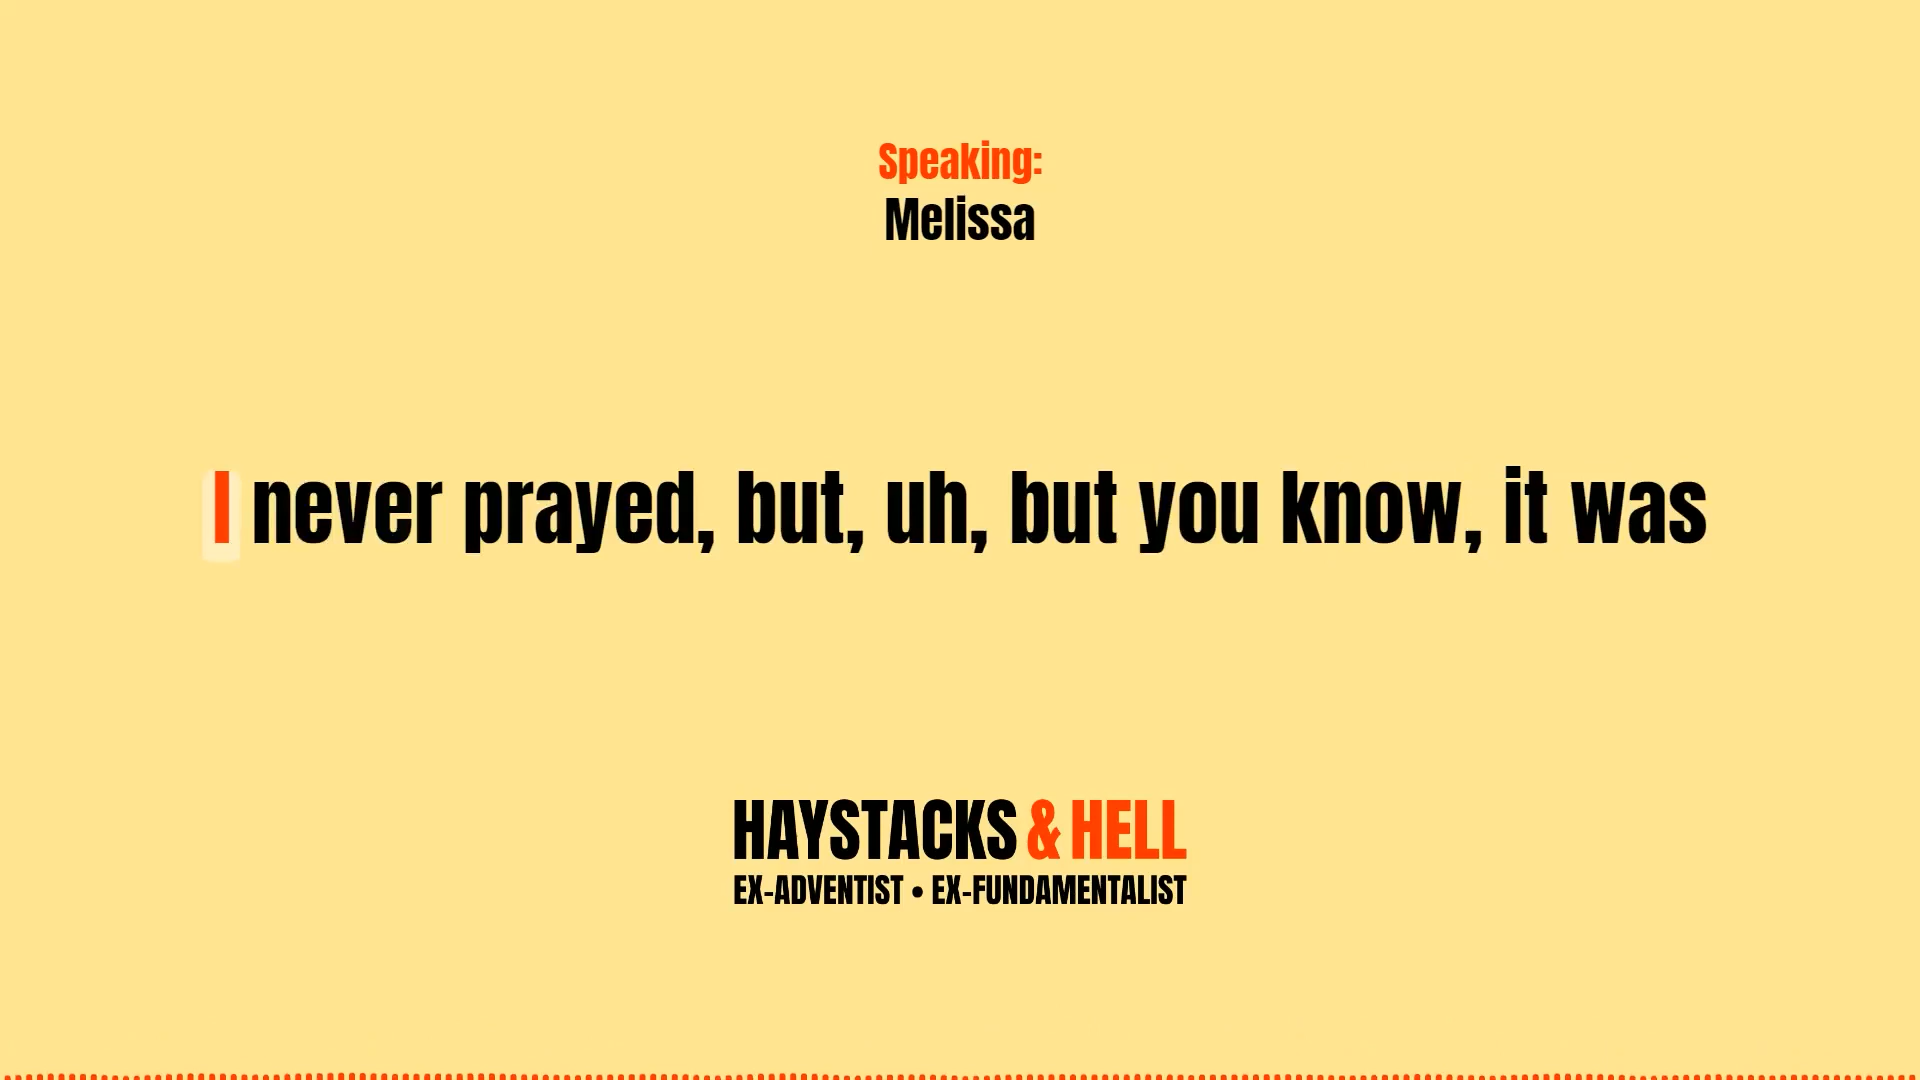 Speaking:
Melissa
I never prayed, but, uh, but you know, it was
HAYSTACKS & HELL
EX-ADVENTIST • EX-FUNDAMENTALIST